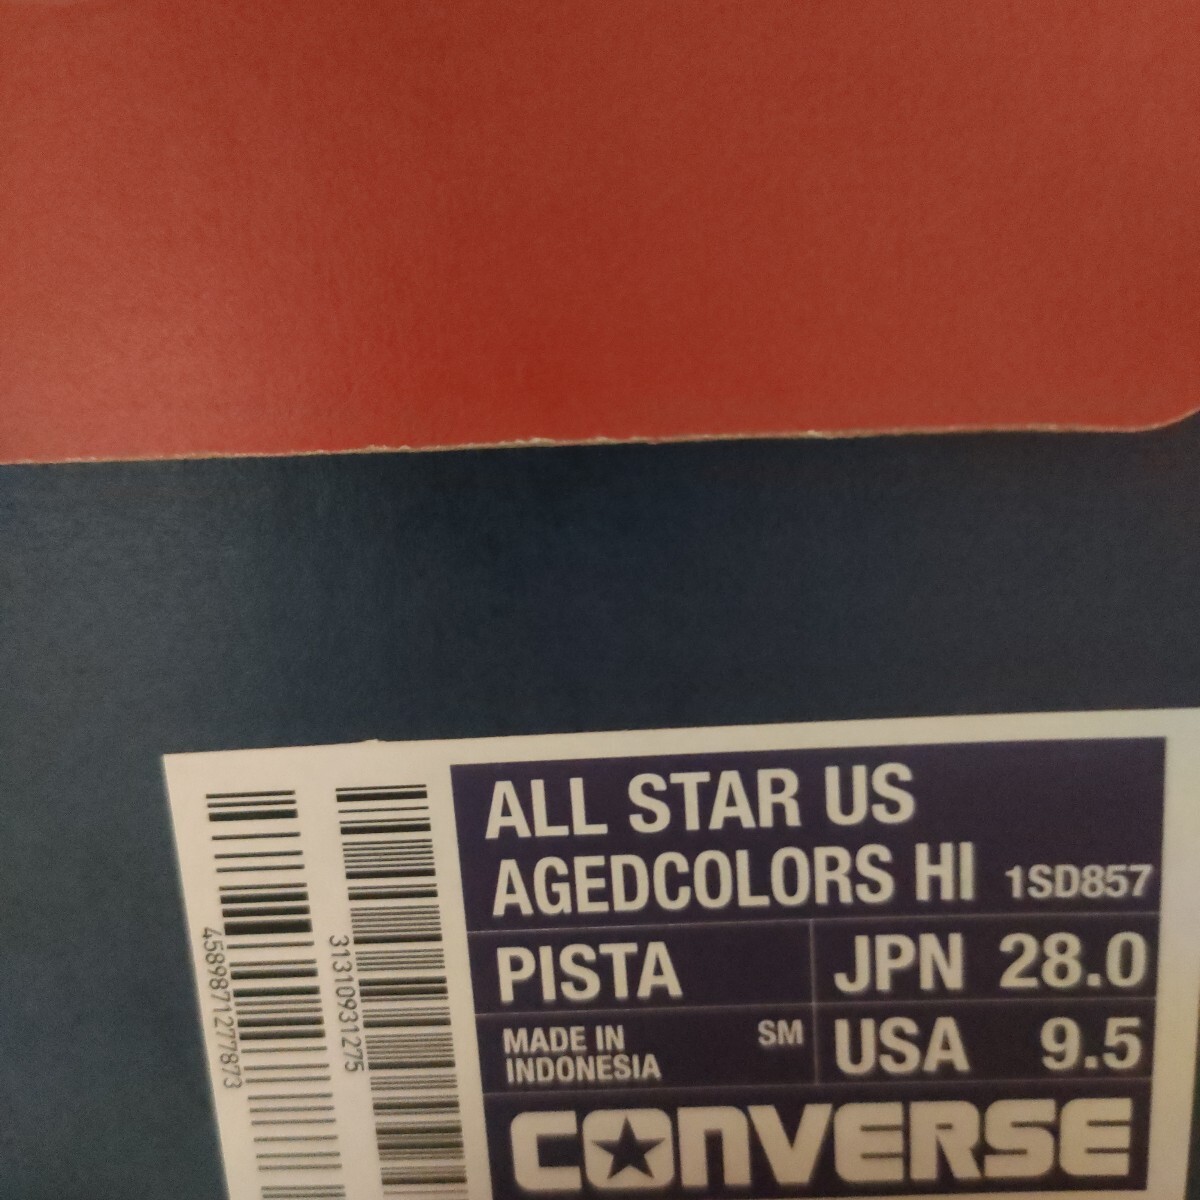 ALL STAR US
AGEDCOLORS HI 1SD857
PISTA
JPN 28.0
MADE IN
INDONESIA
SM
USA 9.5
CONVERSE
4589871277873
31310931275